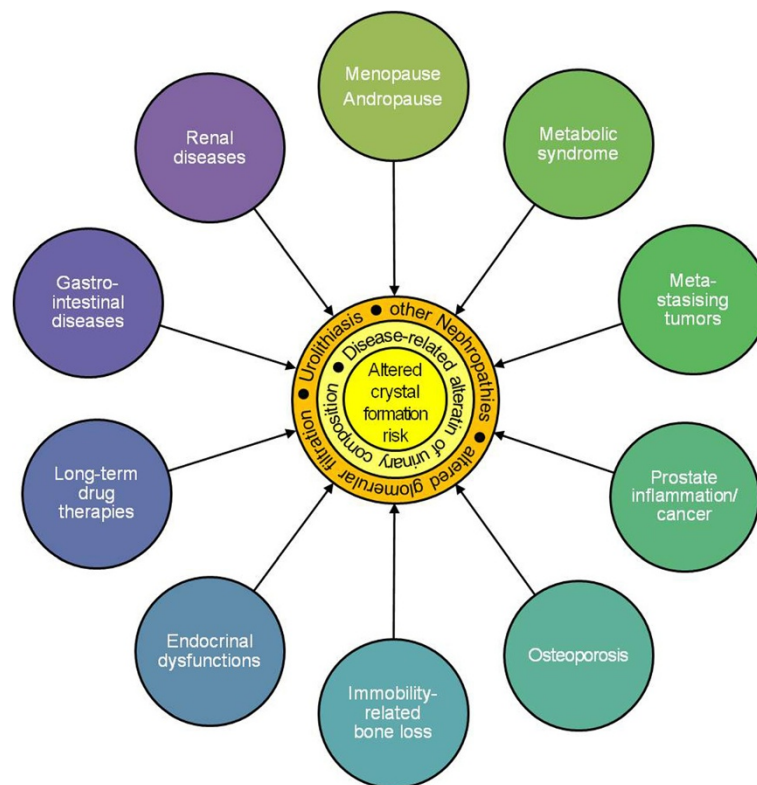 Menopause
Andropause
Metabolic
syndrome
Meta-
stasising
tumors
Prostate
inflammation/
cancer
Osteoporosis
Immobility-
related
bone loss
Endocrinal
dysfunctions
Long-term
drug
therapies
Gastro-
intestinal
diseases
Renal
diseases
● Urolithiasis ● other Nephropathies ● altered glomerular filtration
● Disease-related alteratin of urinary composition
Altered
crystal
formation
risk